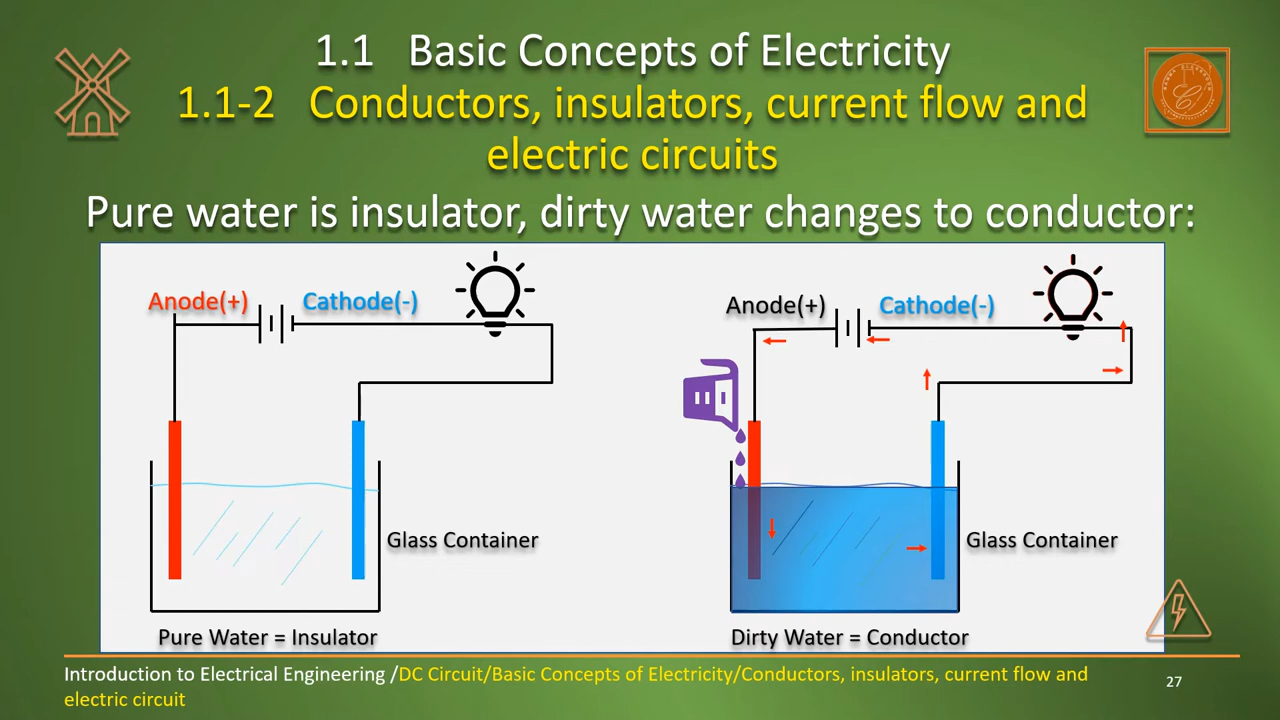 1.1 Basic Concepts of Electricity
1.1-2 Conductors, insulators, current flow and
electric circuits
Pure water is insulator, dirty water changes to conductor:
Anode(+)
Cathode(-)
Glass Container
Pure Water = Insulator
Anode(+)
Cathode(-)
Glass Container
Dirty Water = Conductor
Introduction to Electrical Engineering /DC Circuit/Basic Concepts of Electricity/Conductors, insulators, current flow and
electric circuit
27